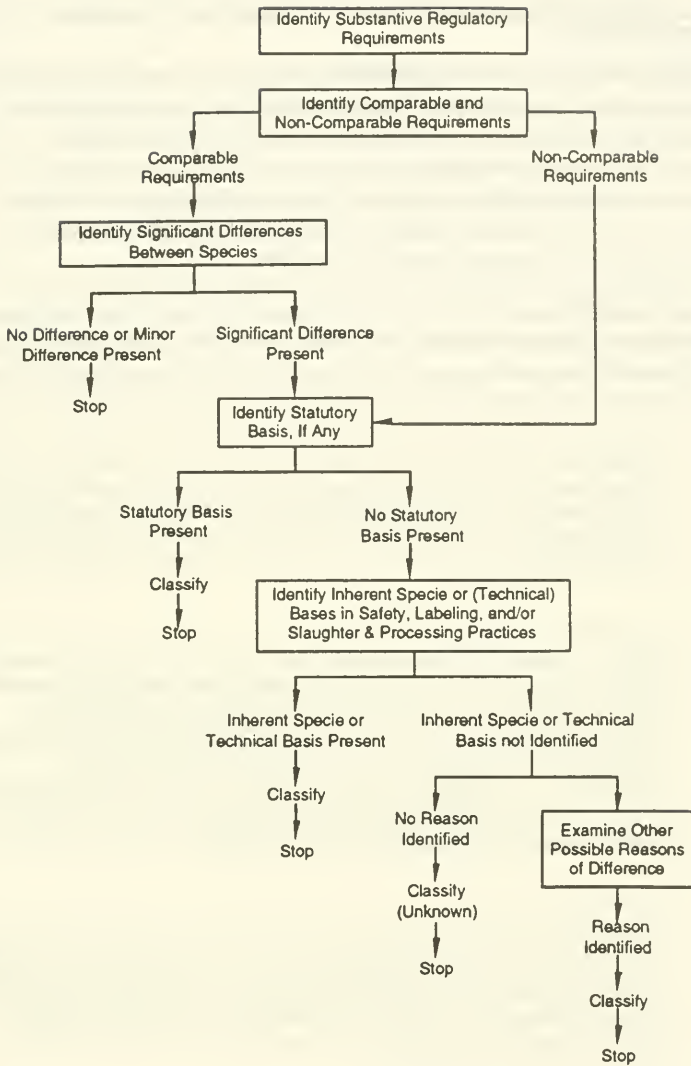 Identify Substantive Regulatory
Requirements
Identify Comparable and
Non-Comparable Requirements
Comparable
Requirements
Non-Comparable
Requirements
Identify Significant Differences
Between Species
No Difference or Minor
Difference Present
Stop
Significant Difference
Present
Identify Statutory
Basis, If Any
Statutory Basis
Present
Classify
Stop
No Statutory
Basis Present
Identify Inherent Specie or (Technical)
Bases in Safety, Labeling, and/or
Slaughter & Processing Practices
Inherent Specie or
Technical Basis Present
Classify
Stop
Inherent Specie or Technical
Basis not Identified
No Reason
Identified
Classify
(Unknown)
Stop
Examine Other
Possible Reasons
of Difference
Reason
Identified
Classify
Stop